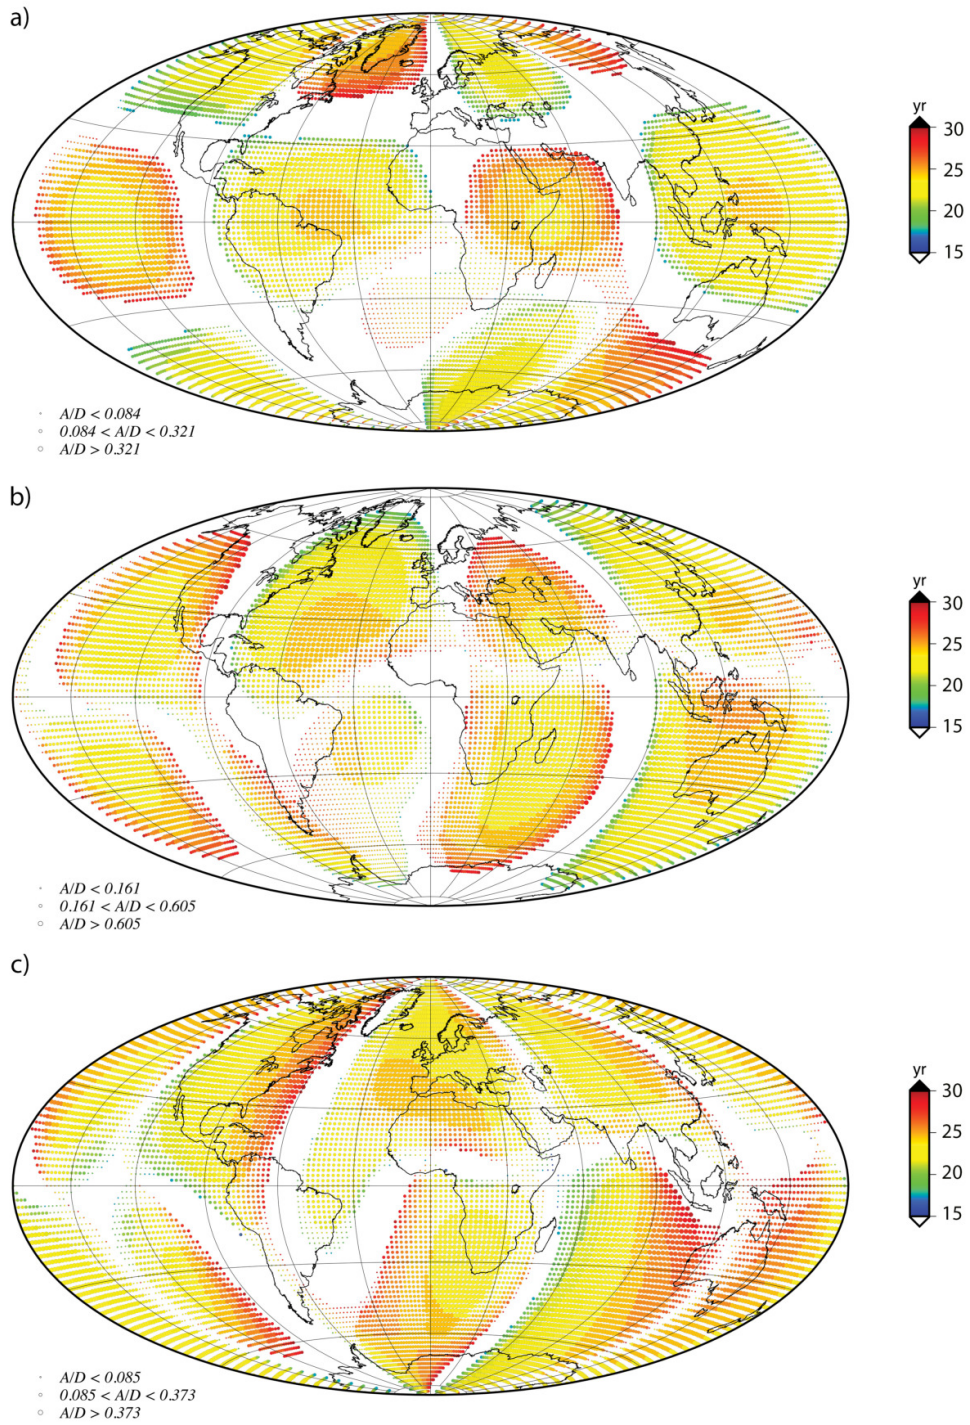 a)
yr
30
25
20
15
A/D < 0.084
0.084 < A/D < 0.321
A/D > 0.321
b)
yr
30
25
20
15
A/D < 0.161
0.161 < A/D < 0.605
A/D > 0.605
c)
yr
30
25
20
15
A/D < 0.085
0.085 < A/D < 0.373
A/D > 0.373